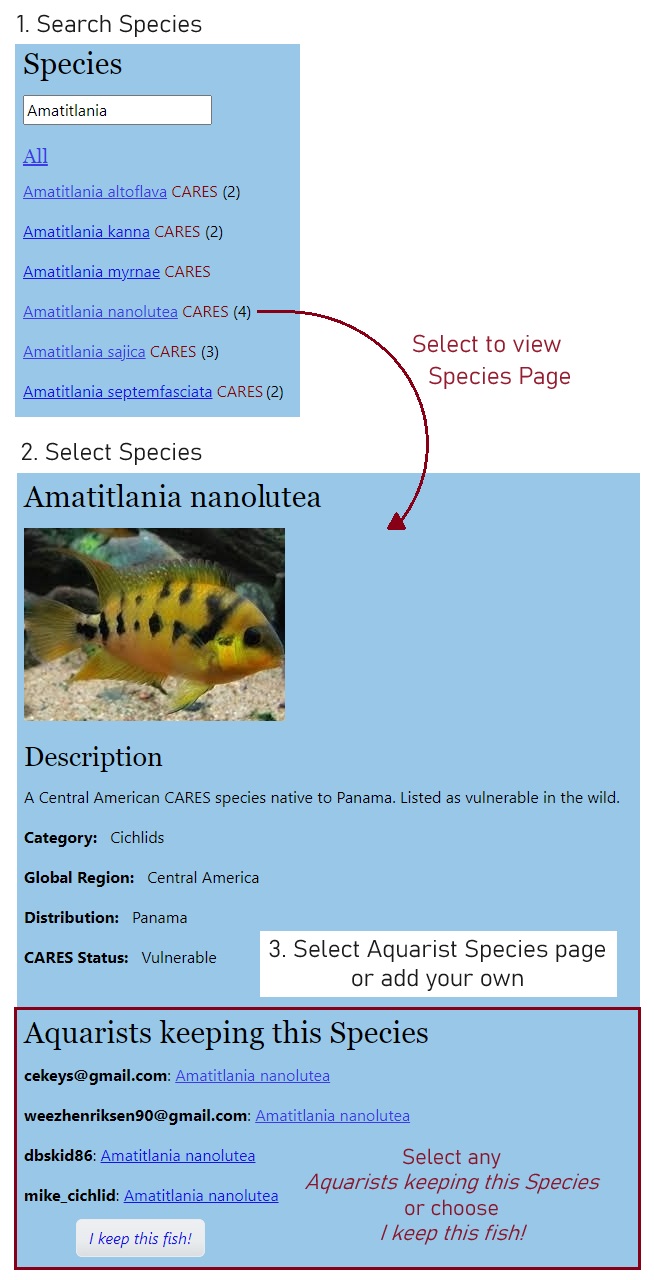 1. Search Species
Species
Amatitlania
All
Amatitlania altoflava CARES (2)
Amatitlania kanna CARES (2)
Amatitlania myrnae CARES
Amatitlania nanolutea CARES (4)
Amatitlania sajica CARES (3)
Amatitlania septemfasciata CARES (2)
Select to view
Species Page
2. Select Species
Amatitlania nanolutea
Description
A Central American CARES species native to Panama. Listed as vulnerable in the wild.
Category: Cichlids
Global Region: Central America
Distribution: Panama
CARES Status: Vulnerable
3. Select Aquarist Species page
or add your own
Aquarists keeping this Species
cekeys@gmail.com: Amatitlania nanolutea
weezhenriksen90@gmail.com: Amatitlania nanolutea
dbskid86: Amatitlania nanolutea
mike_cichlid: Amatitlania nanolutea
I keep this fish!
Select any
Aquarists keeping this Species
or choose
I keep this fish!